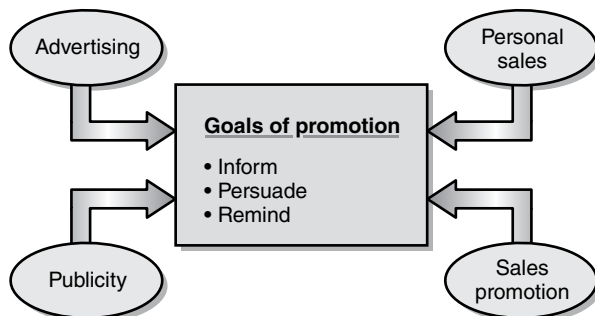 Advertising
Personal
sales
Goals of promotion
• Inform
• Persuade
• Remind
Publicity
Sales
promotion